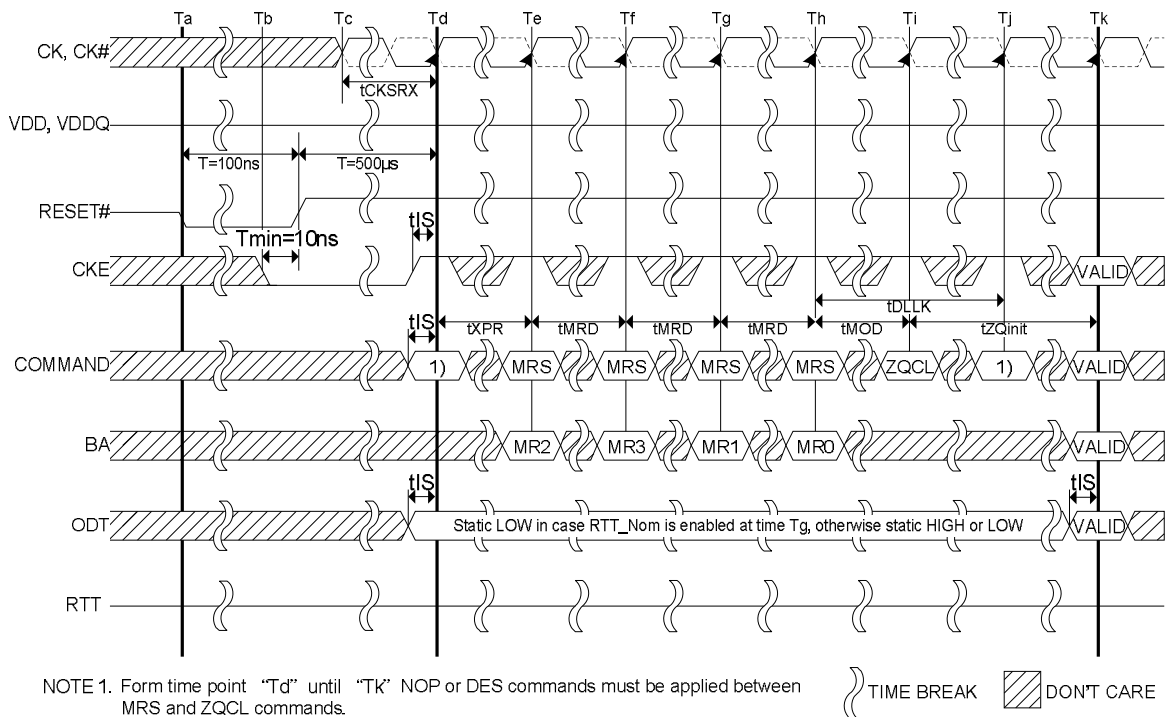 Ta Tb Tc Td Te Tf Tg Th Ti Tj Tk
CK, CK#
tCKSRX
VDD, VDDQ
T=100ns T=500µs
RESET#
tIS
Tmin=10ns
CKE VALID
tDLLK
tIS tXPR tMRD tMRD tMRD tMOD tZQinit
COMMAND 1) MRS MRS MRS MRS ZQCL 1) VALID
BA MR2 MR3 MR1 MR0 VALID
tIS tIS
ODT Static LOW in case RTT_Nom is enabled at time Tg, otherwise static HIGH or LOW VALID
RTT
NOTE 1. Form time point "Td" until "Tk" NOP or DES commands must be applied between
MRS and ZQCL commands.
TIME BREAK DON'T CARE